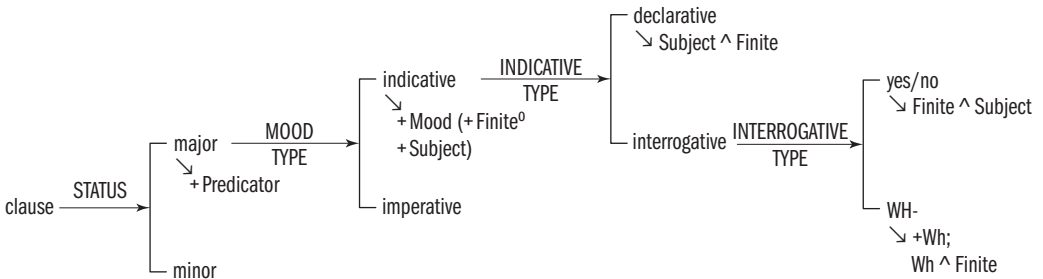 clause
STATUS
major
↘ + Predicator
minor
MOOD
TYPE
indicative
↘
+ Mood (+ Finite⁰
+ Subject)
imperative
INDICATIVE
TYPE
declarative
↘ Subject ^ Finite
interrogative
INTERROGATIVE
TYPE
yes/no
↘ Finite ^ Subject
WH-
↘ +Wh;
Wh ^ Finite